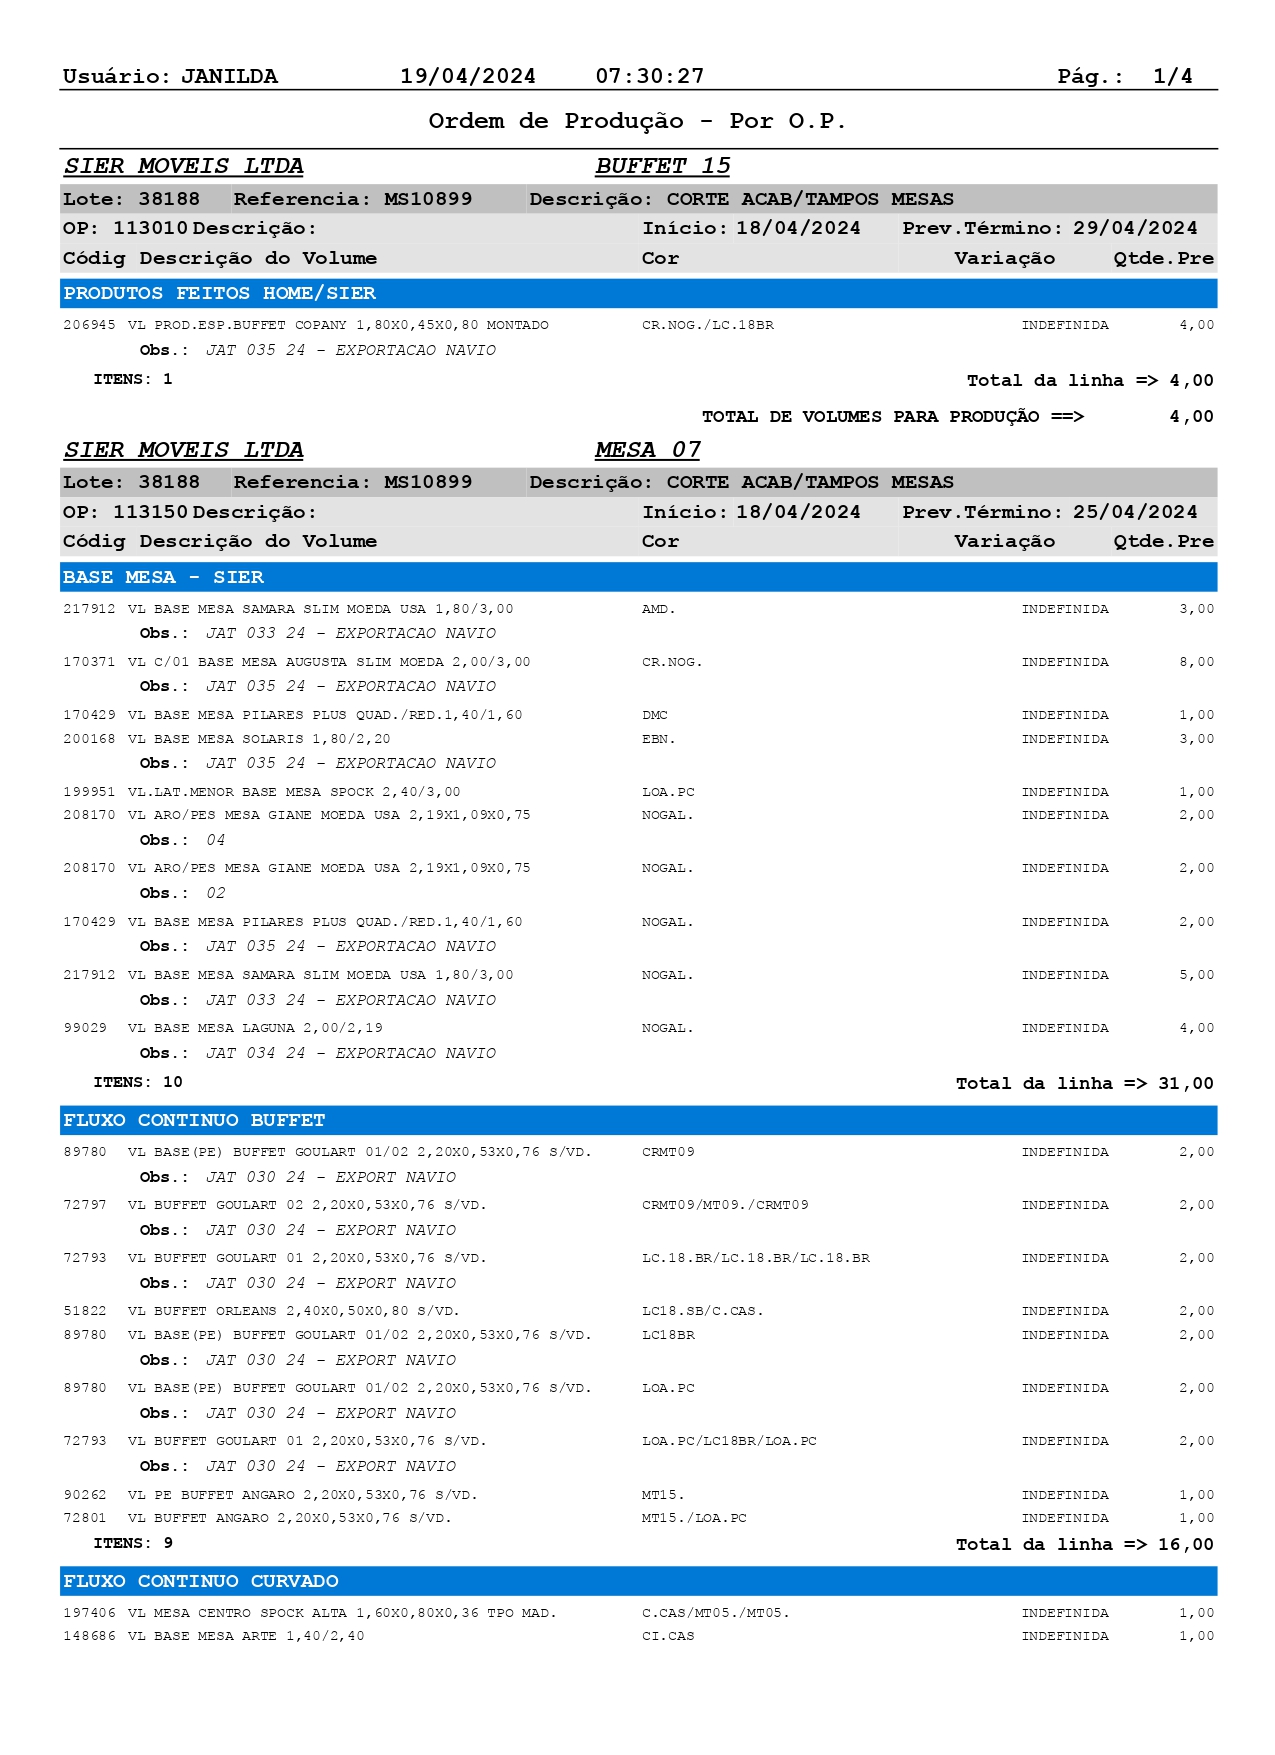 Usuário: JANILDA 19/04/2024 07:30:27 Pág.: 1/4
Ordem de Produção - Por O.P.
SIER MOVEIS LTDA BUFFET 15
Lote: 38188 Referencia: MS10899 Descrição: CORTE ACAB/TAMPOS MESAS
OP: 113010 Descrição: Início: 18/04/2024 Prev.Término: 29/04/2024
Códig Descrição do Volume Cor Variação Qtde.Pre
PRODUTOS FEITOS HOME/SIER
206945 VL PROD.ESP.BUFFET COPANY 1,80X0,45X0,80 MONTADO CR.NOG./LC.18BR INDEFINIDA 4,00
Obs.: JAT 035 24 - EXPORTACAO NAVIO
ITENS: 1 Total da linha => 4,00
TOTAL DE VOLUMES PARA PRODUÇÃO ==> 4,00
SIER MOVEIS LTDA MESA 07
Lote: 38188 Referencia: MS10899 Descrição: CORTE ACAB/TAMPOS MESAS
OP: 113150 Descrição: Início: 18/04/2024 Prev.Término: 25/04/2024
Códig Descrição do Volume Cor Variação Qtde.Pre
BASE MESA - SIER
217912 VL BASE MESA SAMARA SLIM MOEDA USA 1,80/3,00 AMD. INDEFINIDA 3,00
Obs.: JAT 033 24 - EXPORTACAO NAVIO
170371 VL C/01 BASE MESA AUGUSTA SLIM MOEDA 2,00/3,00 CR.NOG. INDEFINIDA 8,00
Obs.: JAT 035 24 - EXPORTACAO NAVIO
170429 VL BASE MESA PILARES PLUS QUAD./RED.1,40/1,60 DMC INDEFINIDA 1,00
200168 VL BASE MESA SOLARIS 1,80/2,20 EBN. INDEFINIDA 3,00
Obs.: JAT 035 24 - EXPORTACAO NAVIO
199951 VL.LAT.MENOR BASE MESA SPOCK 2,40/3,00 LOA.PC INDEFINIDA 1,00
208170 VL ARO/PES MESA GIANE MOEDA USA 2,19X1,09X0,75 NOGAL. INDEFINIDA 2,00
Obs.: 04
208170 VL ARO/PES MESA GIANE MOEDA USA 2,19X1,09X0,75 NOGAL. INDEFINIDA 2,00
Obs.: 02
170429 VL BASE MESA PILARES PLUS QUAD./RED.1,40/1,60 NOGAL. INDEFINIDA 2,00
Obs.: JAT 035 24 - EXPORTACAO NAVIO
217912 VL BASE MESA SAMARA SLIM MOEDA USA 1,80/3,00 NOGAL. INDEFINIDA 5,00
Obs.: JAT 033 24 - EXPORTACAO NAVIO
99029 VL BASE MESA LAGUNA 2,00/2,19 NOGAL. INDEFINIDA 4,00
Obs.: JAT 034 24 - EXPORTACAO NAVIO
ITENS: 10 Total da linha => 31,00
FLUXO CONTINUO BUFFET
89780 VL BASE(PE) BUFFET GOULART 01/02 2,20X0,53X0,76 S/VD. CRMT09 INDEFINIDA 2,00
Obs.: JAT 030 24 - EXPORT NAVIO
72797 VL BUFFET GOULART 02 2,20X0,53X0,76 S/VD. CRMT09/MT09./CRMT09 INDEFINIDA 2,00
Obs.: JAT 030 24 - EXPORT NAVIO
72793 VL BUFFET GOULART 01 2,20X0,53X0,76 S/VD. LC.18.BR/LC.18.BR/LC.18.BR INDEFINIDA 2,00
Obs.: JAT 030 24 - EXPORT NAVIO
51822 VL BUFFET ORLEANS 2,40X0,50X0,80 S/VD. LC18.SB/C.CAS. INDEFINIDA 2,00
89780 VL BASE(PE) BUFFET GOULART 01/02 2,20X0,53X0,76 S/VD. LC18BR INDEFINIDA 2,00
Obs.: JAT 030 24 - EXPORT NAVIO
89780 VL BASE(PE) BUFFET GOULART 01/02 2,20X0,53X0,76 S/VD. LOA.PC INDEFINIDA 2,00
Obs.: JAT 030 24 - EXPORT NAVIO
72793 VL BUFFET GOULART 01 2,20X0,53X0,76 S/VD. LOA.PC/LC18BR/LOA.PC INDEFINIDA 2,00
Obs.: JAT 030 24 - EXPORT NAVIO
90262 VL PE BUFFET ANGARO 2,20X0,53X0,76 S/VD. MT15. INDEFINIDA 1,00
72801 VL BUFFET ANGARO 2,20X0,53X0,76 S/VD. MT15./LOA.PC INDEFINIDA 1,00
ITENS: 9 Total da linha => 16,00
FLUXO CONTINUO CURVADO
197406 VL MESA CENTRO SPOCK ALTA 1,60X0,80X0,36 TPO MAD. C.CAS/MT05./MT05. INDEFINIDA 1,00
148686 VL BASE MESA ARTE 1,40/2,40 CI.CAS INDEFINIDA 1,00